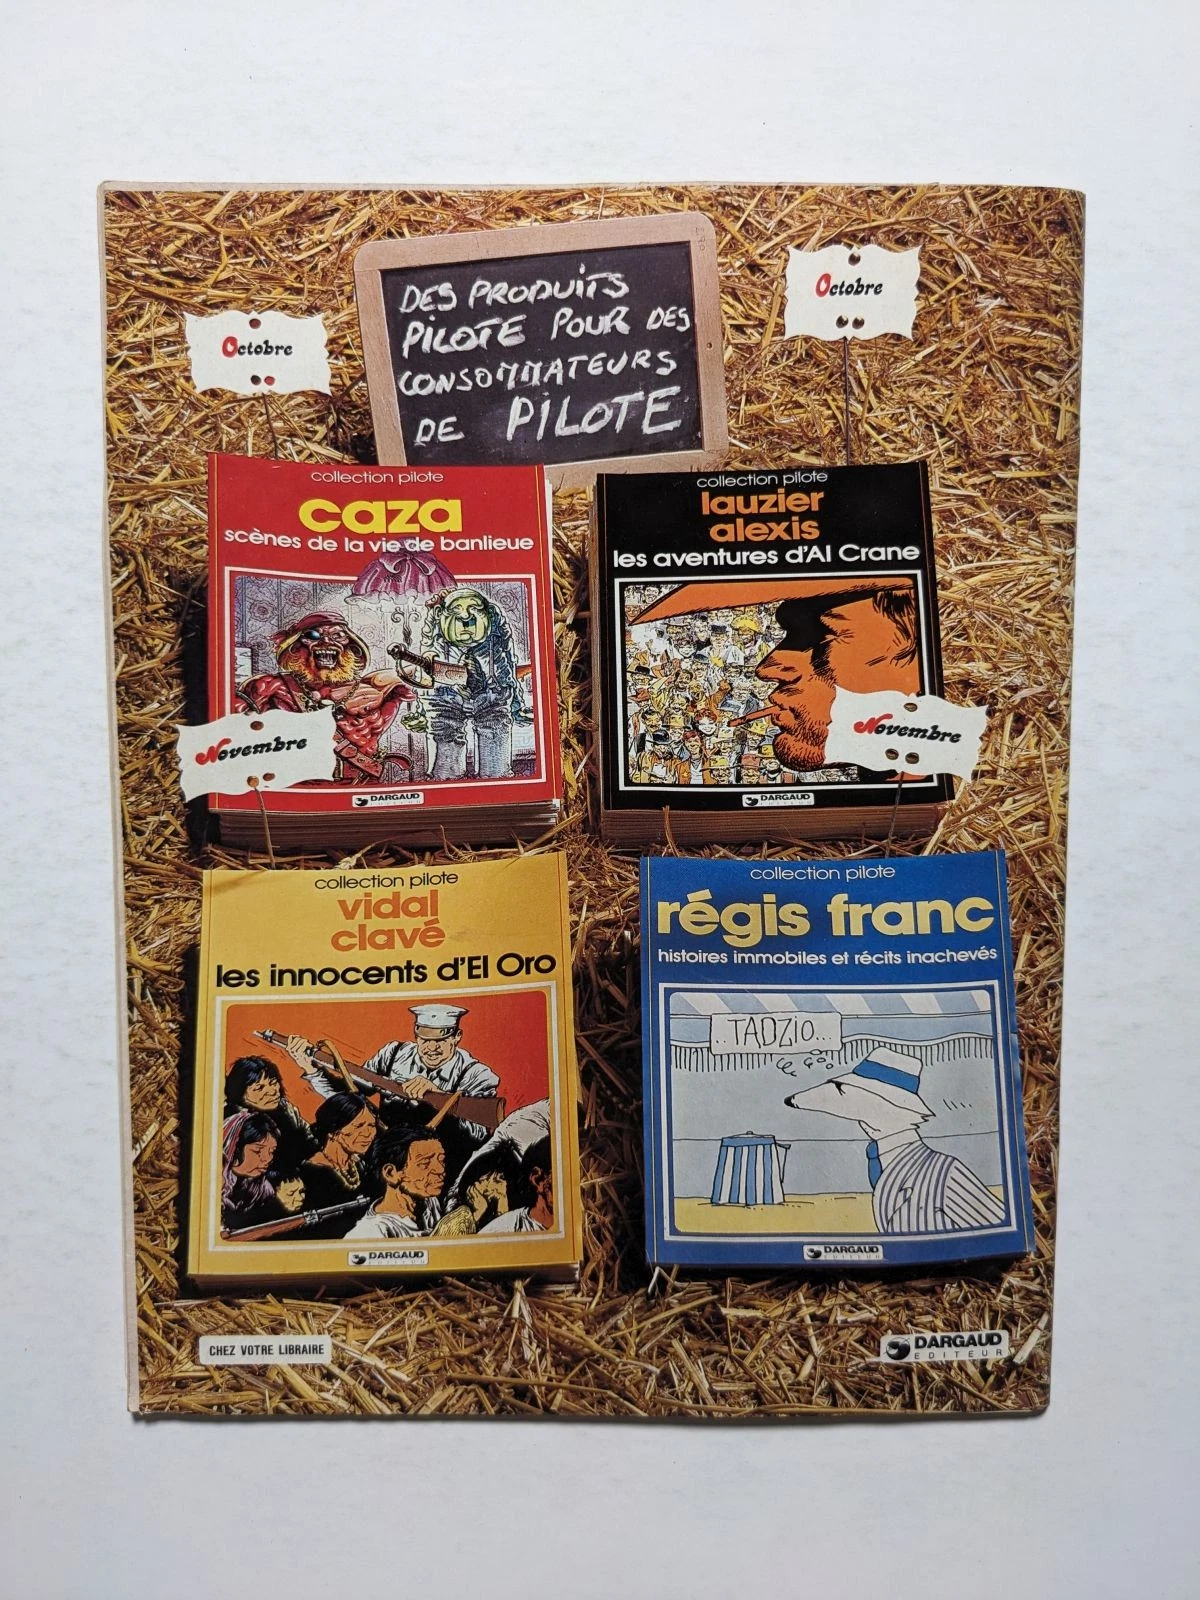 DES PRODUITS
PILOTE POUR DES
CONSOMMATEURS
DE PILOTE
Octobre
Octobre
collection pilote
caza
scènes de la vie de banlieue
DARGAUD
collection pilote
lauzier
alexis
les aventures d'Al Crane
DARGAUD
Novembre
Novembre
collection pilote
vidal
clavé
les innocents d'El Oro
DARGAUD
EDITEUR
collection pilote
régis franc
histoires immobiles et récits inachevés
..TADZIO...
DARGAUD
EDITEUR
CHEZ VOTRE LIBRAIRE
DARGAUD
EDITEUR